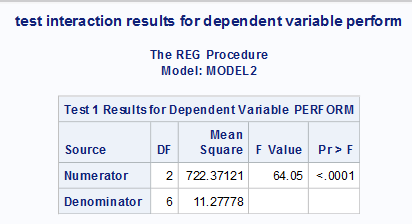 test interaction results for dependent variable perform
The REG Procedure
Model: MODEL2
Test 1 Results for Dependent Variable PERFORM
Source DF Mean Square F Value Pr > F
Numerator 2 722.37121 64.05 <.0001
Denominator 6 11.27778